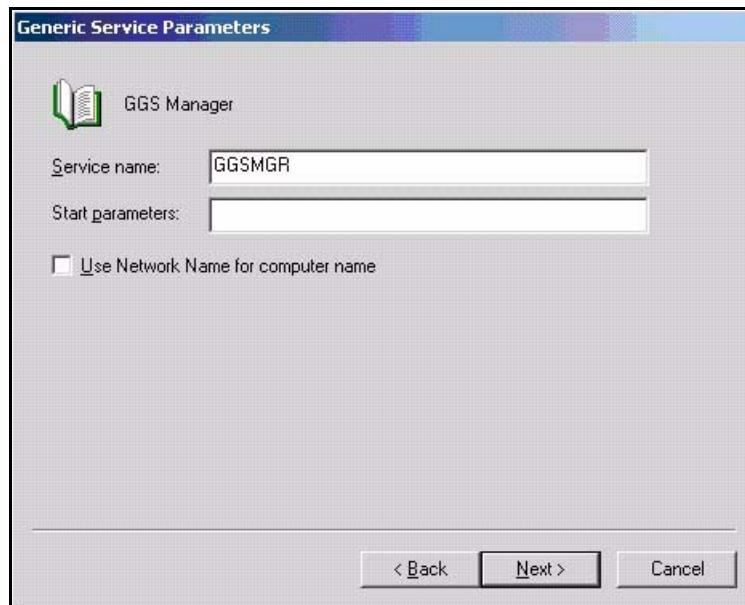 Generic Service Parameters
GGS Manager
Service name: GGSMGR
Start parameters:
Use Network Name for computer name
< Back Next > Cancel